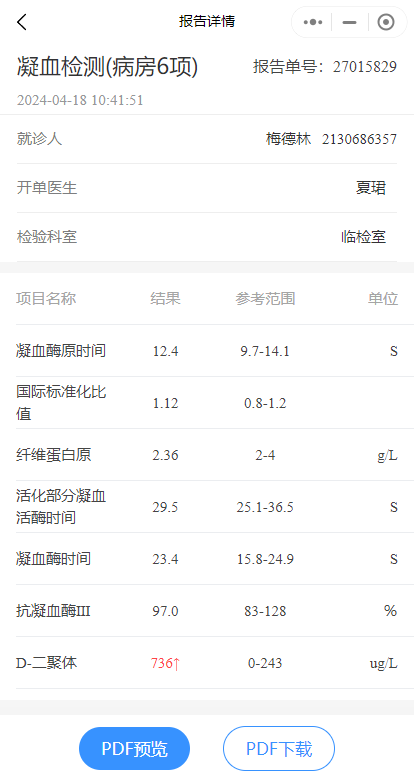 报告详情
凝血检测(病房6项) 报告单号：27015829
2024-04-18 10:41:51
就诊人 梅德林 2130686357
开单医生 夏珺
检验科室 临检室
项目名称 结果 参考范围 单位
凝血酶原时间 12.4 9.7-14.1 S
国际标准化比
值 1.12 0.8-1.2
纤维蛋白原 2.36 2-4 g/L
活化部分凝血
活酶时间 29.5 25.1-36.5 S
凝血酶时间 23.4 15.8-24.9 S
抗凝血酶III 97.0 83-128 %
D-二聚体 736↑ 0-243 ug/L
PDF预览 PDF下载